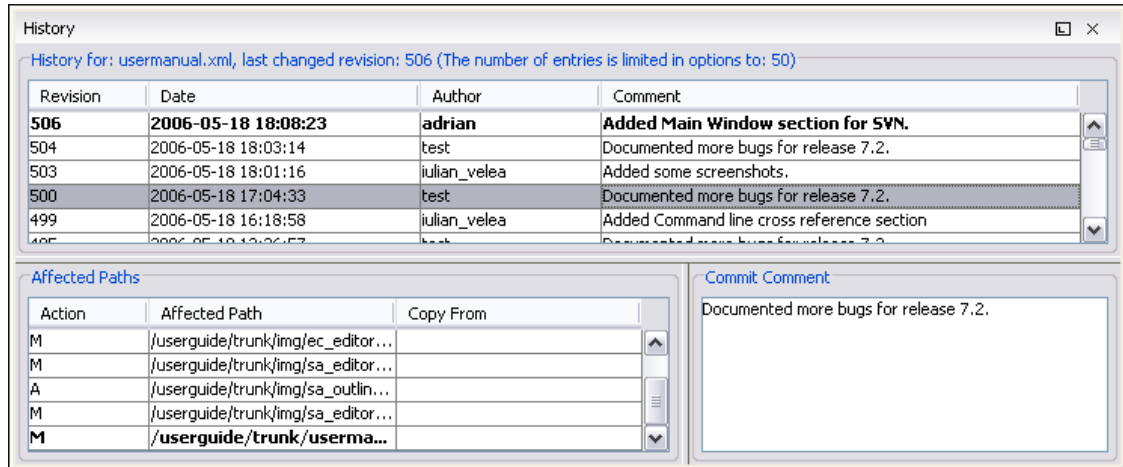 History
History for: usermanual.xml, last changed revision: 506 (The number of entries is limited in options to: 50)
Revision Date Author Comment
506 2006-05-18 18:08:23 adrian Added Main Window section for SVN.
504 2006-05-18 18:03:14 test Documented more bugs for release 7.2.
503 2006-05-18 18:01:16 iulian_velea Added some screenshots.
500 2006-05-18 17:04:33 test Documented more bugs for release 7.2.
499 2006-05-18 16:18:58 iulian_velea Added Command line cross reference section
Affected Paths
Action Affected Path Copy From
M /userguide/trunk/img/ec_editor...
M /userguide/trunk/img/sa_editor...
A /userguide/trunk/img/sa_outlin...
M /userguide/trunk/img/sa_editor...
M /userguide/trunk/userma...
Commit Comment
Documented more bugs for release 7.2.